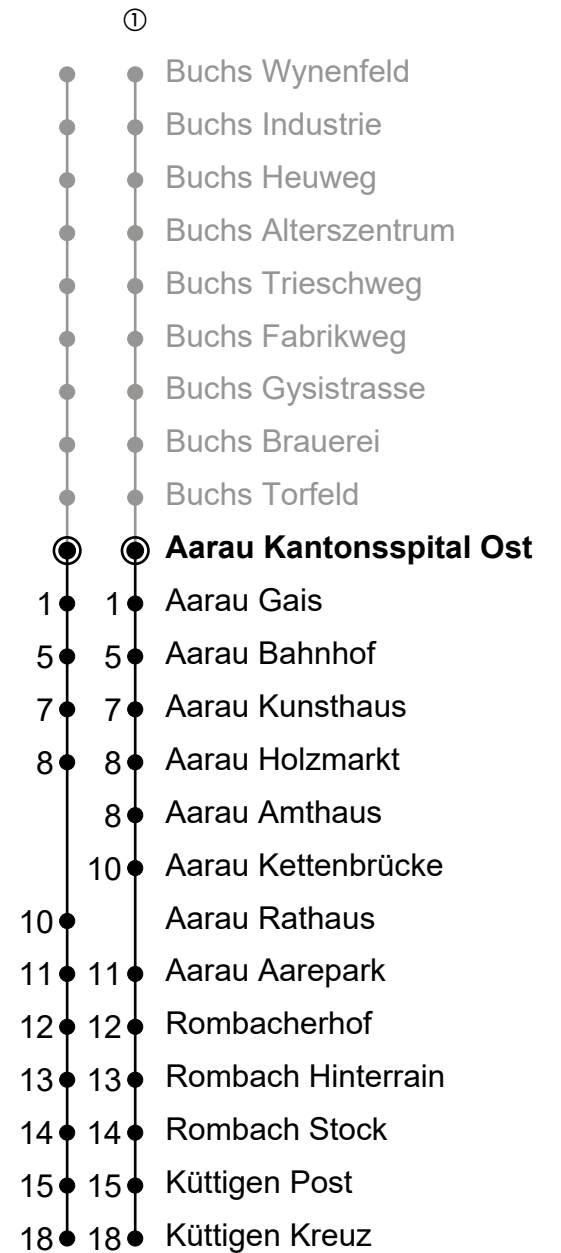 ①
Buchs Wynenfeld
Buchs Industrie
Buchs Heuweg
Buchs Alterszentrum
Buchs Trieschweg
Buchs Fabrikweg
Buchs Gysistrasse
Buchs Brauerei
Buchs Torfeld
Aarau Kantonsspital Ost
1 1 Aarau Gais
5 5 Aarau Bahnhof
7 7 Aarau Kunsthaus
8 8 Aarau Holzmarkt
8 Aarau Amthaus
10 Aarau Kettenbrücke
10 Aarau Rathaus
11 11 Aarau Aarepark
12 12 Rombacherhof
13 13 Rombach Hinterrain
14 14 Rombach Stock
15 15 Küttigen Post
18 18 Küttigen Kreuz